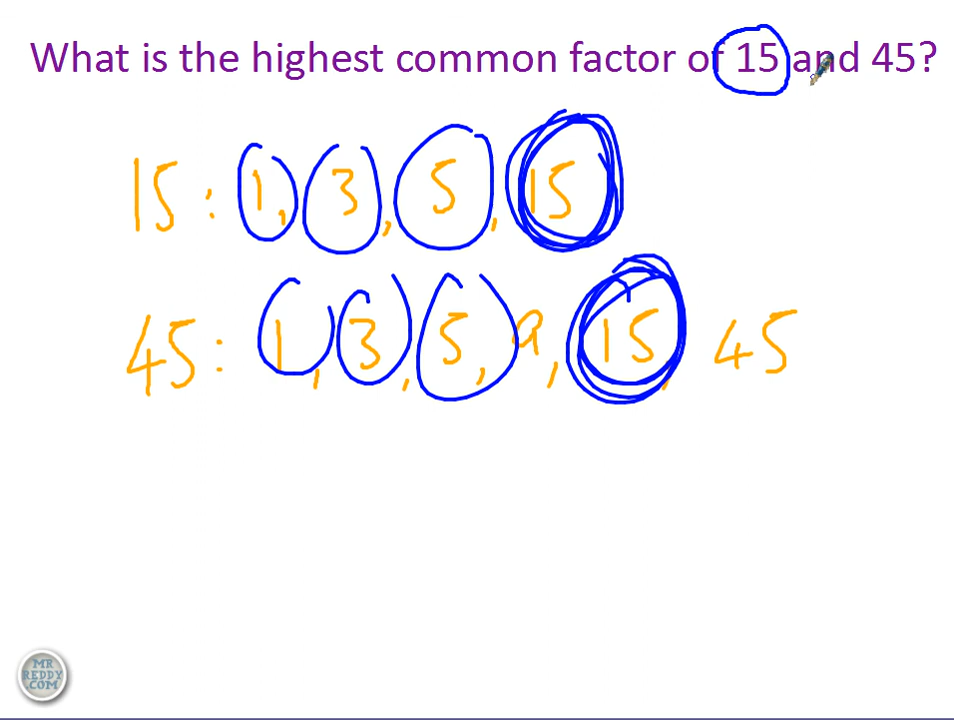 What is the highest common factor of 15 and 45?
15: 1, 3, 5, 15
45: 1, 3, 5, 9, 15, 45
MR
REDDY
COM